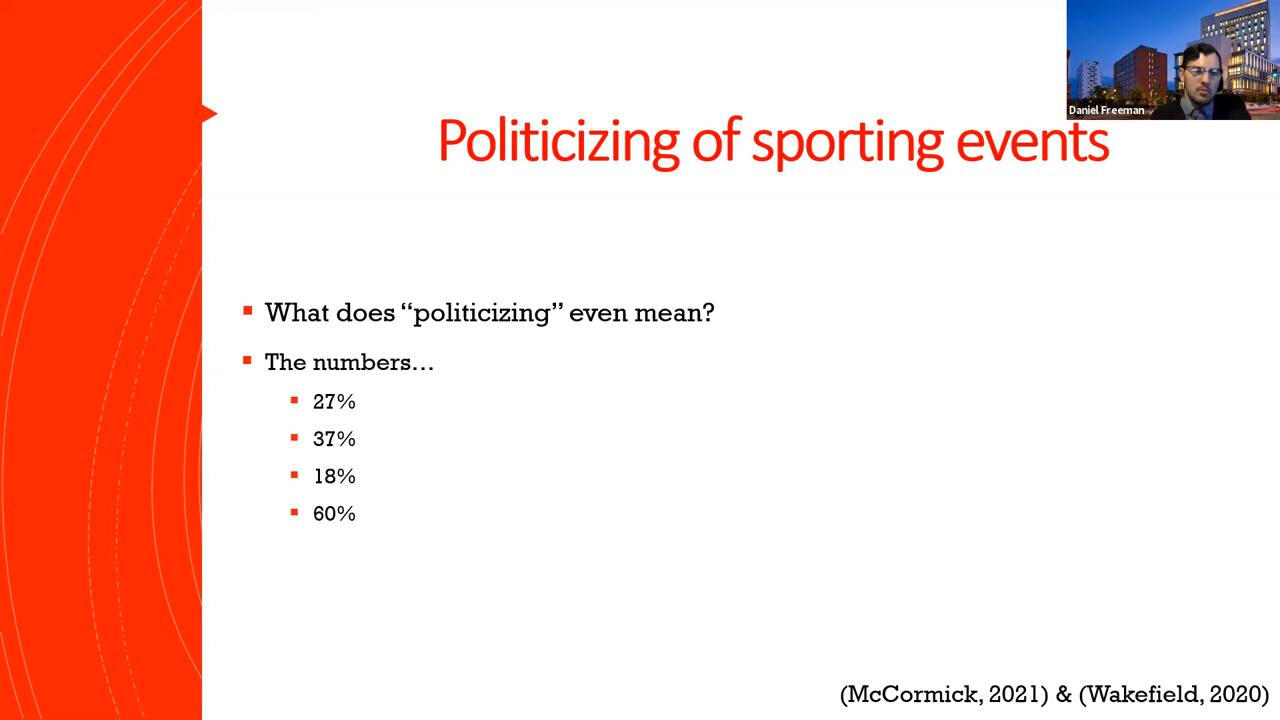 Daniel Freeman
Politicizing of sporting events
What does “politicizing” even mean?
The numbers…
27%
37%
18%
60%
(McCormick, 2021) & (Wakefield, 2020)